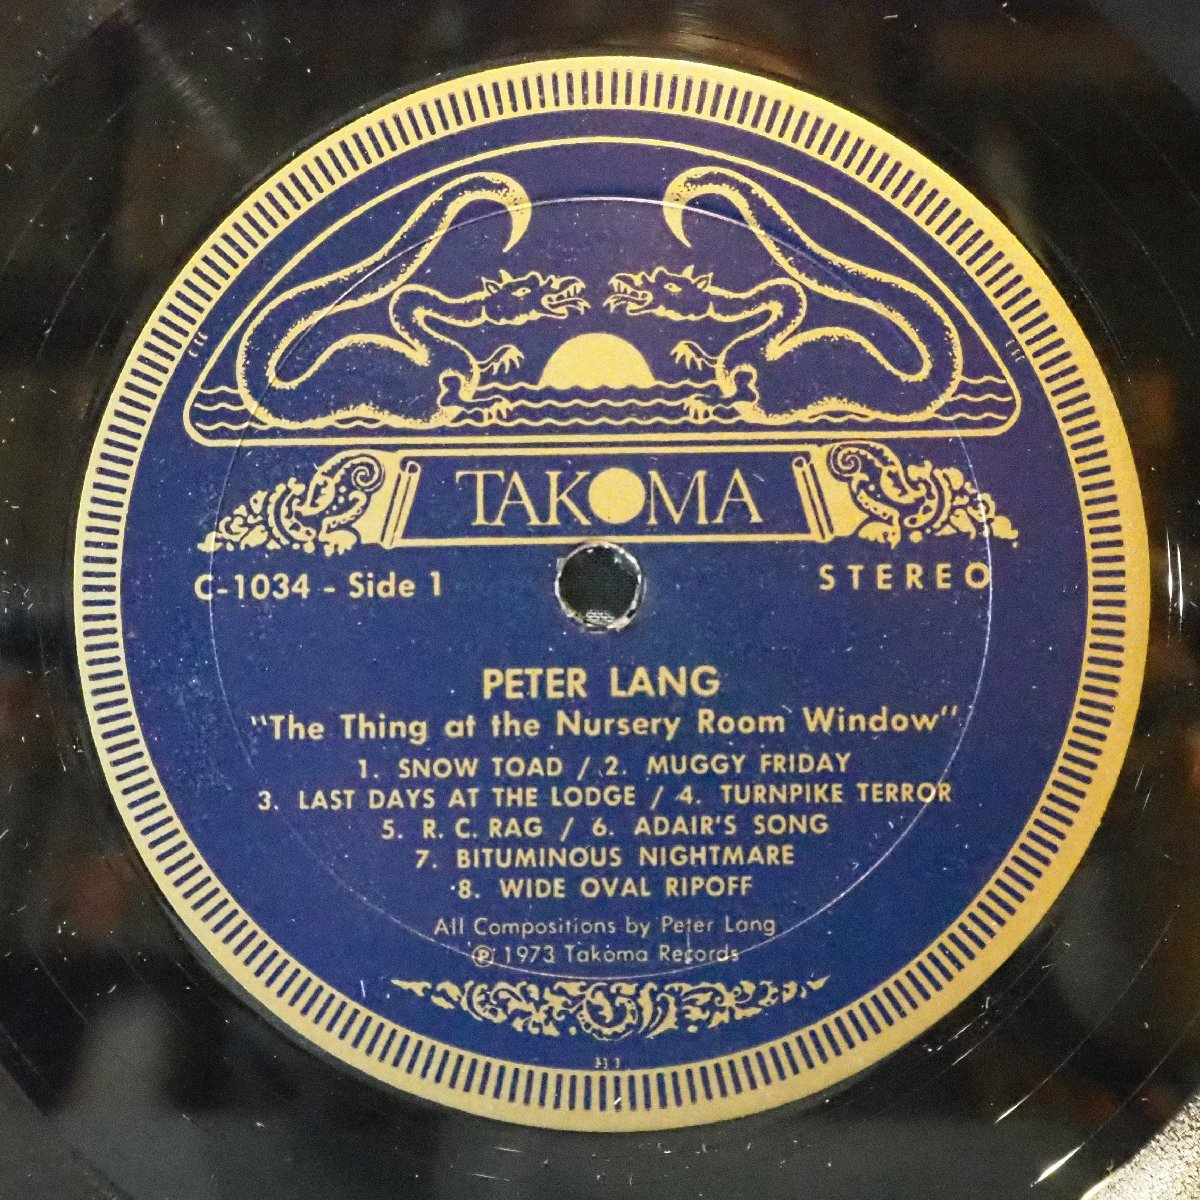 TAKOMA
C-1034 - Side 1
STEREO
PETER LANG
"The Thing at the Nursery Room Window"
1. SNOW TOAD / 2. MUGGY FRIDAY
3. LAST DAYS AT THE LODGE / 4. TURNPIKE TERROR
5. R. C. RAG / 6. ADAIR'S SONG
7. BITUMINOUS NIGHTMARE
8. WIDE OVAL RIPOFF
All Compositions by Peter Lang
℗ 1973 Takoma Records